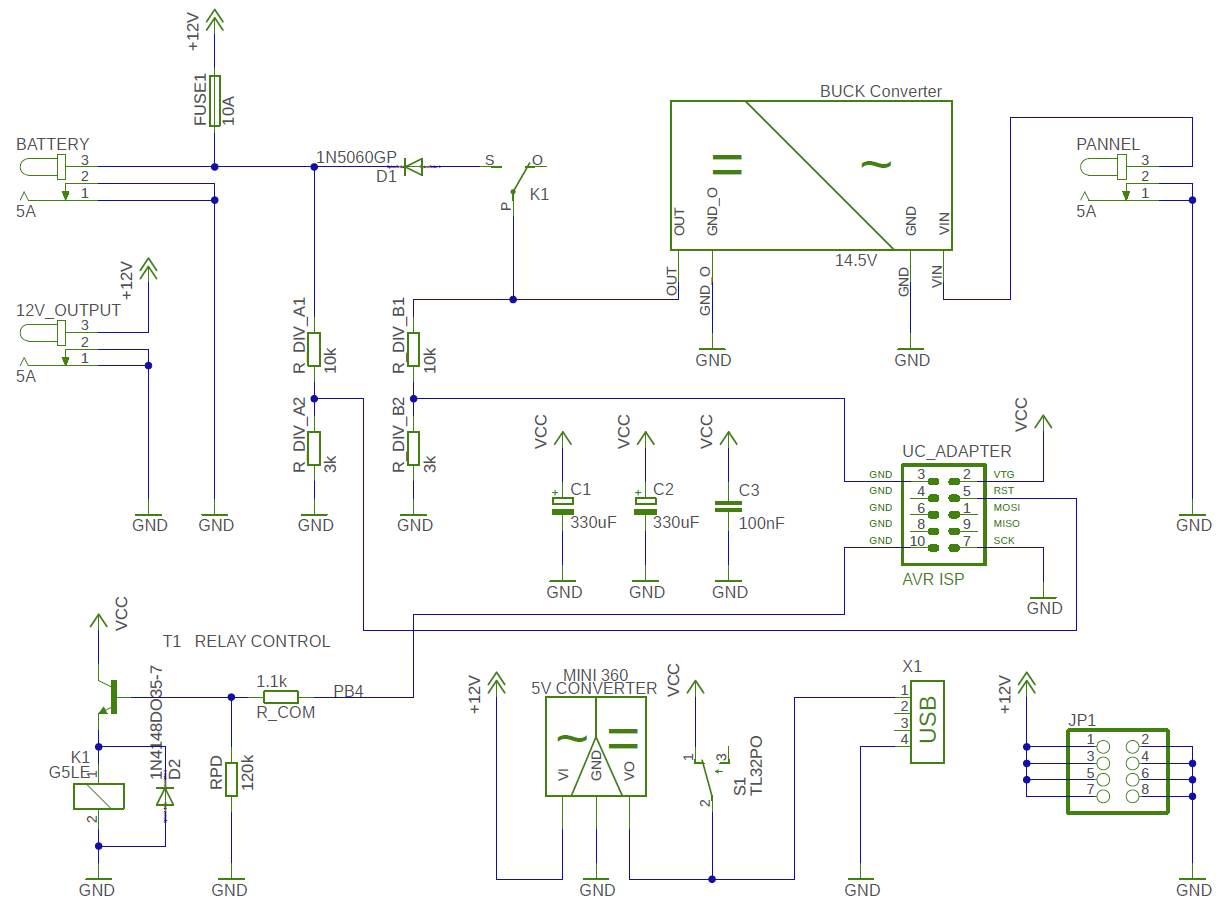 +12V
FUSE1
10A
BATTERY
3
2
1
5A
1N5060GP
D1
S
O
P
K1
BUCK Converter
OUT
GND_O
GND
VIN
14.5V
OUT
GND_O
GND
VIN
GND
GND
PANNEL
3
2
1
5A
+12V
12V_OUTPUT
3
2
1
5A
R_DIV_A1
10k
R_DIV_B1
10k
R_DIV_A2
3k
R_DIV_B2
3k
GND
GND
GND
GND
VCC
VCC
VCC
+
C1
330uF
+
C2
330uF
C3
100nF
GND
GND
GND
VCC
UC_ADAPTER
GND 3 2 VTG
GND 4 5 RST
GND 6 1 MOSI
GND 8 9 MISO
GND 10 7 SCK
AVR ISP
GND
GND
VCC
T1 RELAY CONTROL
1N4148DO35-7
D2
1.1k
R_COM
PB4
K1
G5LE
1
2
RPD
120k
GND
GND
+12V
MINI 360
5V CONVERTER
VI
GND
VO
GND
VCC
1
3
2
S1
TL32PO
X1
1
2
3
4
USB
GND
+12V
JP1
1 2
3 4
5 6
7 8
GND